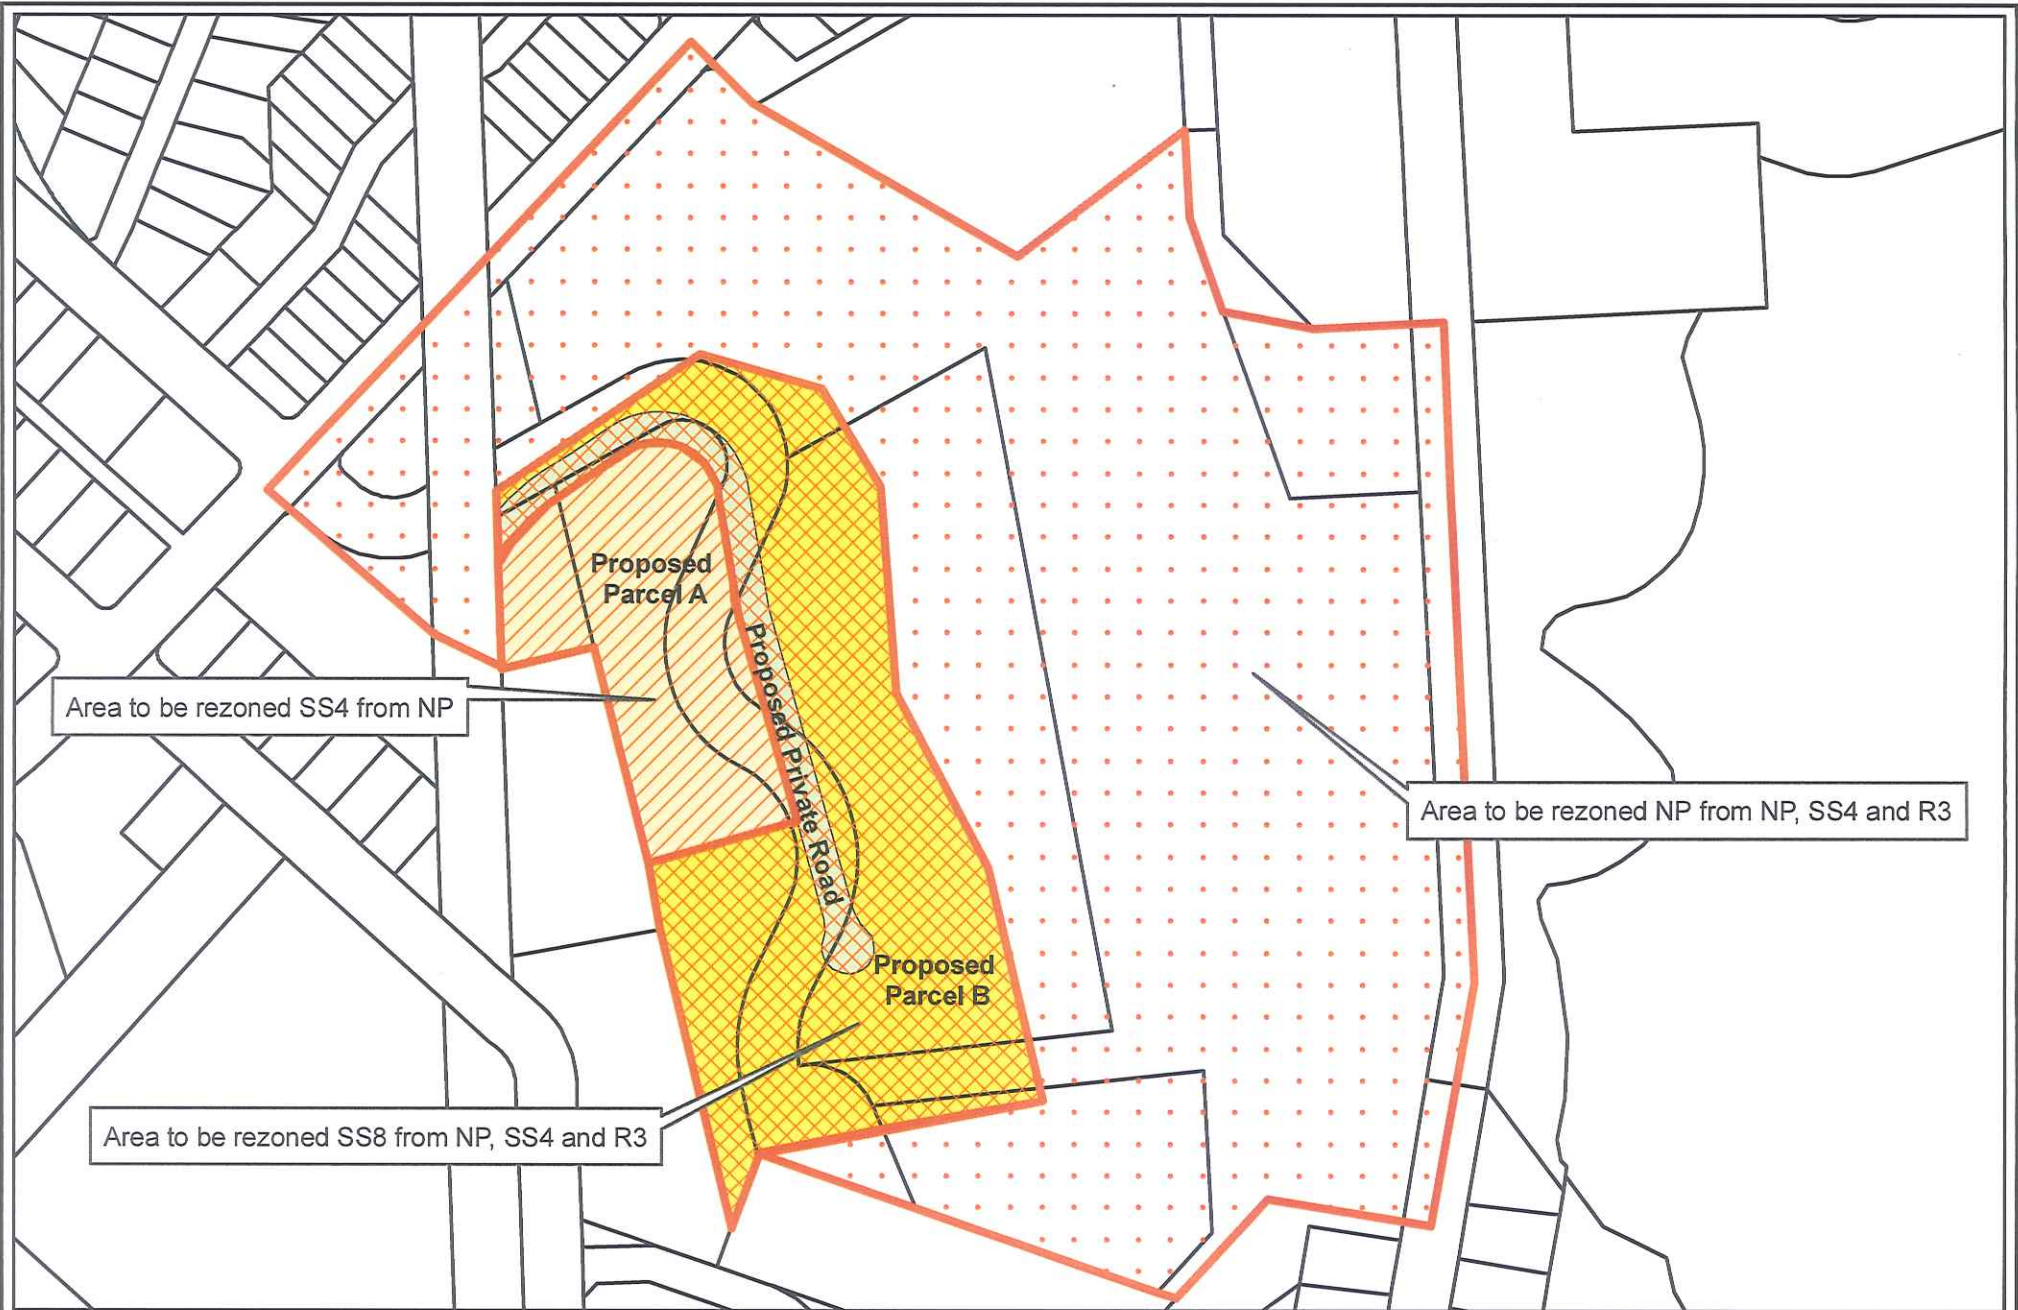 Proposed
Parcel A
Proposed Private Road
Area to be rezoned SS4 from NP
Area to be rezoned NP from NP, SS4 and R3
Proposed
Parcel B
Area to be rezoned SS8 from NP, SS4 and R3